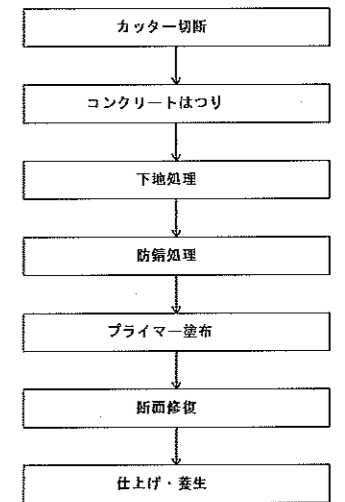 カッター切断
コンクリートはつり
下地処理
防錆処理
プライマー塗布
断面修復
仕上げ・養生